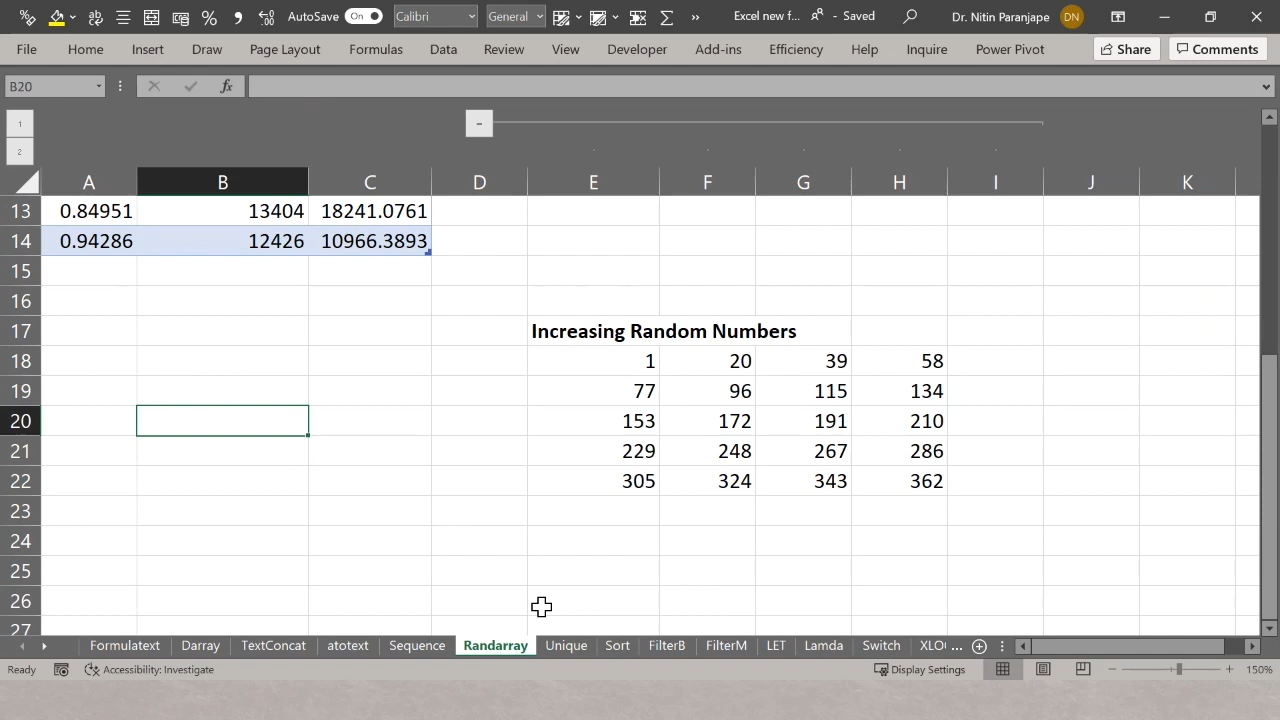 AutoSave On Calibri General Excel new f... - Saved Dr. Nitin Paranjape DN
File Home Insert Draw Page Layout Formulas Data Review View Developer Add-ins Efficiency Help Inquire Power Pivot Share Comments
B20 fx
1
2
A B C D E F G H I J K
13 0.84951 13404 18241.0761
14 0.94286 12426 10966.3893
15
16
17 Increasing Random Numbers
18 1 20 39 58
19 77 96 115 134
20 153 172 191 210
21 229 248 267 286
22 305 324 343 362
23
24
25
26
27
Formulatext Darray TextConcat atotext Sequence Randarray Unique Sort FilterB FilterM LET Lamda Switch XLO ...
Ready Accessibility: Investigate Display Settings 150%